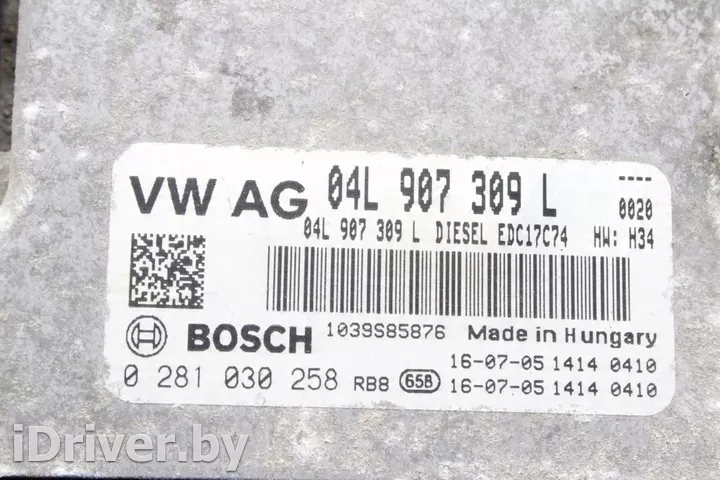 VW AG 04L 907 309 L ----
0020
04L 907 309 L DIESEL EDC17C74 HW: H34
BOSCH 1039S85876 Made in Hungary
16-07-05 1414 0410
0 281 030 258 RB8 658 16-07-05 1414 0410
iDriver.by